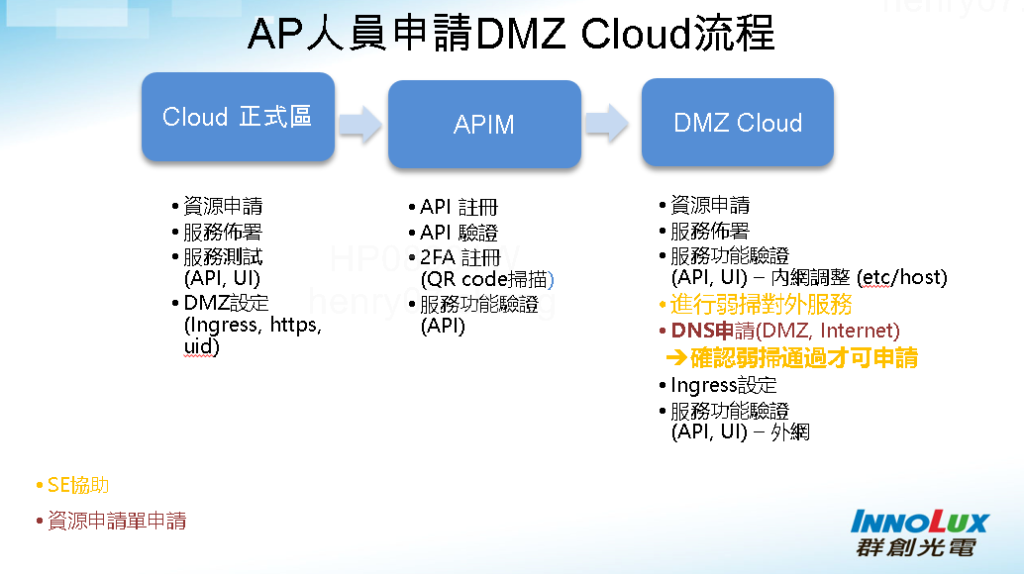 AP人員申請DMZ Cloud流程
Cloud 正式區
APIM
DMZ Cloud
• 資源申請
• 服務佈署
• 服務測試
(API, UI)
• DMZ設定
(Ingress, https,
uid)
• API 註冊
• API 驗證
• 2FA 註冊
(QR code掃描)
• 服務功能驗證
(API)
• 資源申請
• 服務佈署
• 服務功能驗證
(API, UI) – 內網調整 (etc/host)
• 進行弱掃對外服務
• DNS申請(DMZ, Internet)
➔確認弱掃通過才可申請
• Ingress設定
• 服務功能驗證
(API, UI) – 外網
• SE協助
• 資源申請單申請
INNOLUX
群創光電